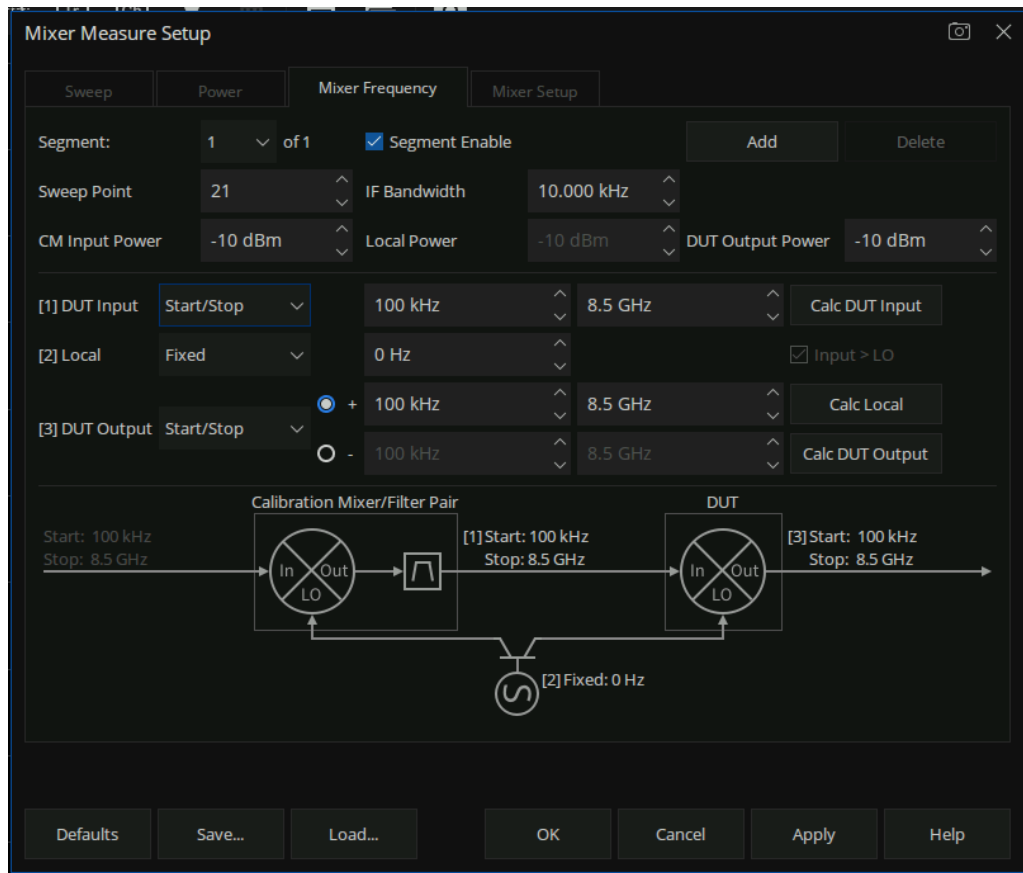 Mixer Measure Setup
Sweep Power Mixer Frequency Mixer Setup
Segment: 1 of 1 Segment Enable Add Delete
Sweep Point 21 IF Bandwidth 10.000 kHz
CM Input Power -10 dBm Local Power -10 dBm DUT Output Power -10 dBm
[1] DUT Input Start/Stop 100 kHz 8.5 GHz Calc DUT Input
[2] Local Fixed 0 Hz Input > LO
+ 100 kHz 8.5 GHz Calc Local
[3] DUT Output Start/Stop
- 100 kHz 8.5 GHz Calc DUT Output
Calibration Mixer/Filter Pair DUT
Start: 100 kHz [1] Start: 100 kHz [3] Start: 100 kHz
Stop: 8.5 GHz Stop: 8.5 GHz Stop: 8.5 GHz
In Out In Out
LO LO
[2] Fixed: 0 Hz
Defaults Save... Load... OK Cancel Apply Help